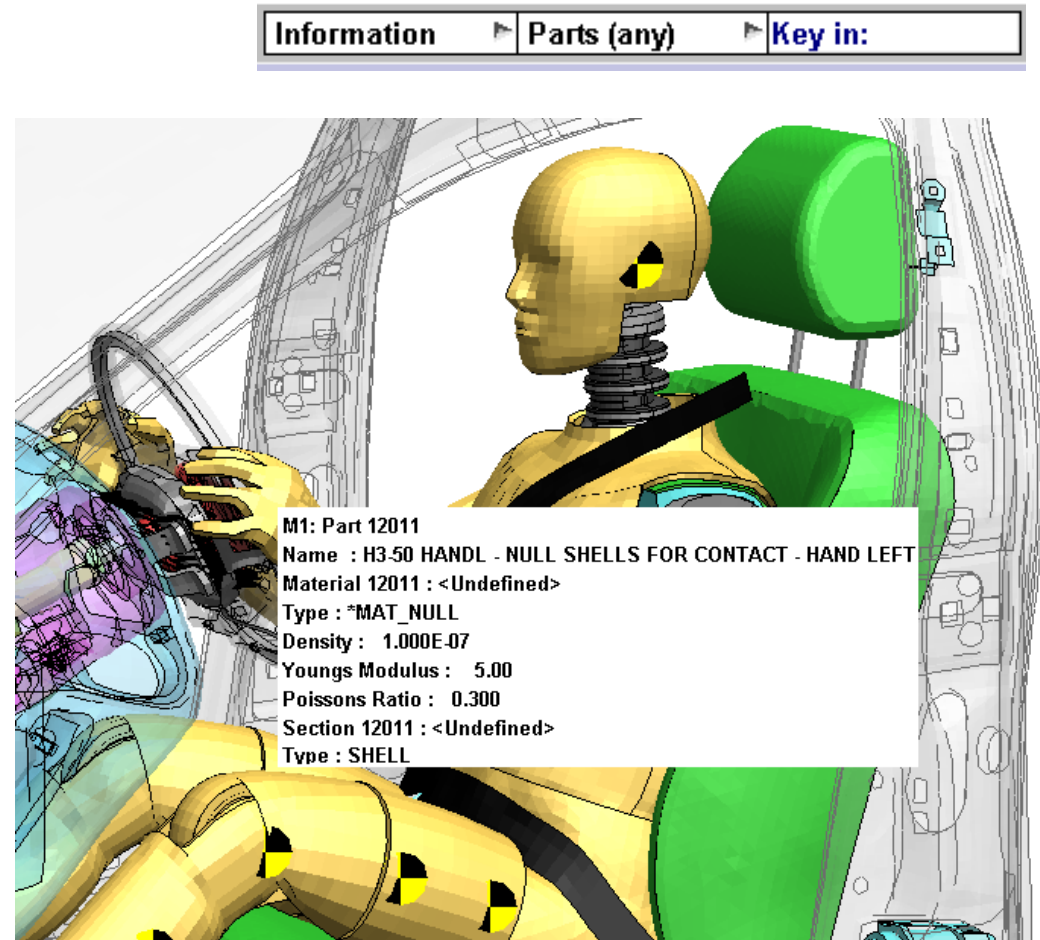 Information Parts (any) Key in:
M1: Part 12011
Name : H3-50 HANDL - NULL SHELLS FOR CONTACT - HAND LEFT
Material 12011 : <Undefined>
Type : *MAT_NULL
Density : 1.000E-07
Youngs Modulus : 5.00
Poissons Ratio : 0.300
Section 12011 : <Undefined>
Type : SHELL